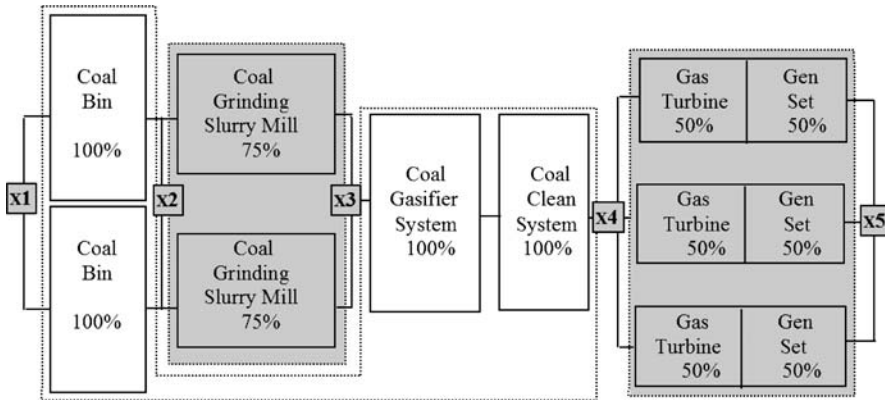 Coal
Bin
100%
Coal
Bin
100%
x1
x2
Coal
Grinding
Slurry Mill
75%
Coal
Grinding
Slurry Mill
75%
x3
Coal
Gasifier
System
100%
Coal
Clean
System
100%
x4
Gas
Turbine
50%
Gen
Set
50%
Gas
Turbine
50%
Gen
Set
50%
Gas
Turbine
50%
Gen
Set
50%
x5